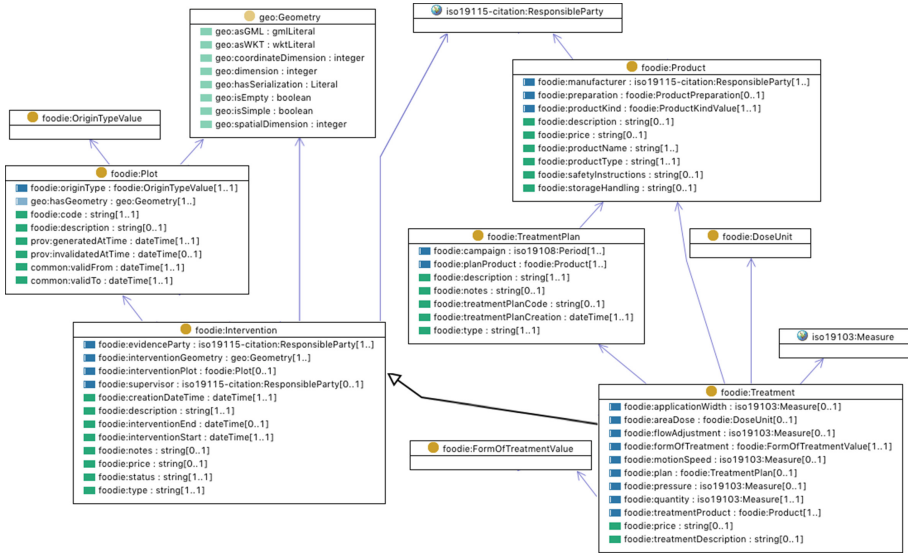 geo:Geometry
geo:asGML : gmlLiteral
geo:asWKT : wktLiteral
geo:coordinateDimension : integer
geo:dimension : integer
geo:hasSerialization : Literal
geo:isEmpty : boolean
geo:isSimple : boolean
geo:spatialDimension : integer
iso19115-citation:ResponsibleParty
foodie:Product
foodie:manufacturer : iso19115-citation:ResponsibleParty[1..]
foodie:preparation : foodie:ProductPreparation[0..1]
foodie:productKind : foodie:ProductKindValue[1..1]
foodie:description : string[0..1]
foodie:price : string[0..1]
foodie:productName : string[1..]
foodie:productType : string[1..1]
foodie:safetyInstructions : string[0..1]
foodie:storageHandling : string[0..1]
foodie:OriginTypeValue
foodie:Plot
foodie:originType : foodie:OriginTypeValue[1..1]
geo:hasGeometry : geo:Geometry[1..]
foodie:code : string[1..1]
foodie:description : string[0..1]
prov:generatedAtTime : dateTime[1..1]
prov:invalidatedAtTime : dateTime[0..1]
common:validFrom : dateTime[1..1]
common:validTo : dateTime[1..1]
foodie:TreatmentPlan
foodie:campaign : iso19108:Period[1..]
foodie:planProduct : foodie:Product[1..]
foodie:description : string[1..1]
foodie:notes : string[0..1]
foodie:treatmentPlanCode : string[0..1]
foodie:treatmentPlanCreation : dateTime[1..1]
foodie:type : string[1..1]
foodie:DoseUnit
foodie:Intervention
foodie:evidenceParty : iso19115-citation:ResponsibleParty[1..]
foodie:interventionGeometry : geo:Geometry[1..]
foodie:interventionPlot : foodie:Plot[0..1]
foodie:supervisor : iso19115-citation:ResponsibleParty[0..1]
foodie:creationDateTime : dateTime[1..1]
foodie:description : string[1..1]
foodie:interventionEnd : dateTime[0..1]
foodie:interventionStart : dateTime[1..1]
foodie:notes : string[0..1]
foodie:price : string[0..1]
foodie:status : string[1..1]
foodie:type : string[1..1]
iso19103:Measure
foodie:FormOfTreatmentValue
foodie:Treatment
foodie:applicationWidth : iso19103:Measure[0..1]
foodie:areaDose : foodie:DoseUnit[0..1]
foodie:flowAdjustment : iso19103:Measure[0..1]
foodie:formOfTreatment : foodie:FormOfTreatmentValue[1..1]
foodie:motionSpeed : iso19103:Measure[0..1]
foodie:plan : foodie:TreatmentPlan[0..1]
foodie:pressure : iso19103:Measure[0..1]
foodie:quantity : iso19103:Measure[1..1]
foodie:treatmentProduct : foodie:Product[1..]
foodie:price : string[0..1]
foodie:treatmentDescription : string[0..1]